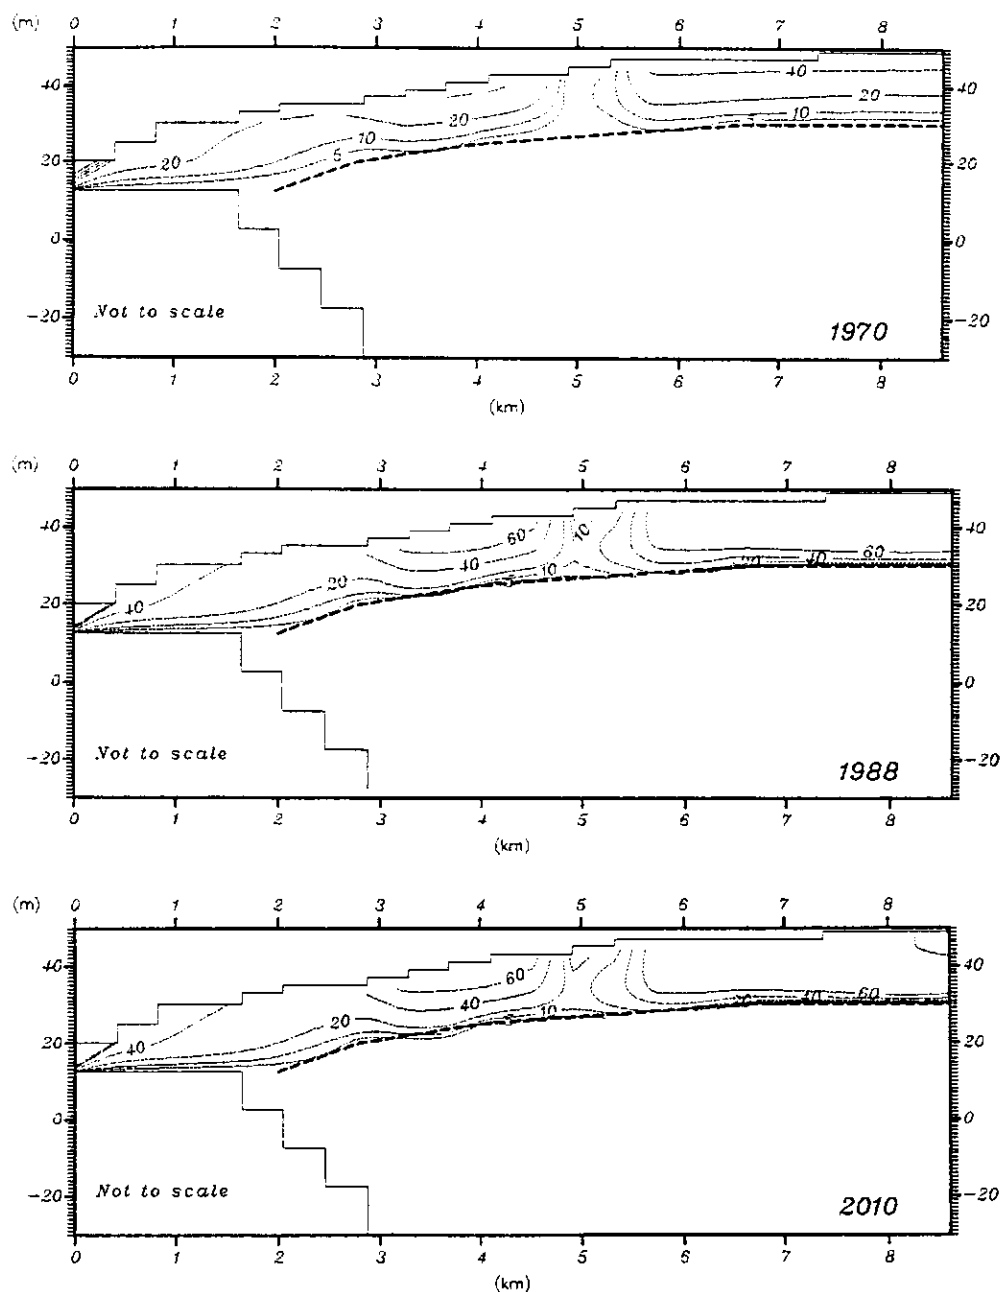 (m) 0 1 2 3 4 5 6 7 8
40 40 40
20 20 20
10 10
20 20 5 20
0 0
-20 Not to scale -20
1970
0 1 2 3 4 5 6 7 8
(km)
(m) 0 1 2 3 4 5 6 7 8
40 60 10 40
40 60
20 40 20 10 40 20
0 0
-20 Not to scale -20
1988
0 1 2 3 4 5 6 7 8
(km)
(m) 0 1 2 3 4 5 6 7 8
40 60 40
40 60
20 40 20 10 20
0 0
-20 Not to scale -20
2010
0 1 2 3 4 5 6 7 8
(km)